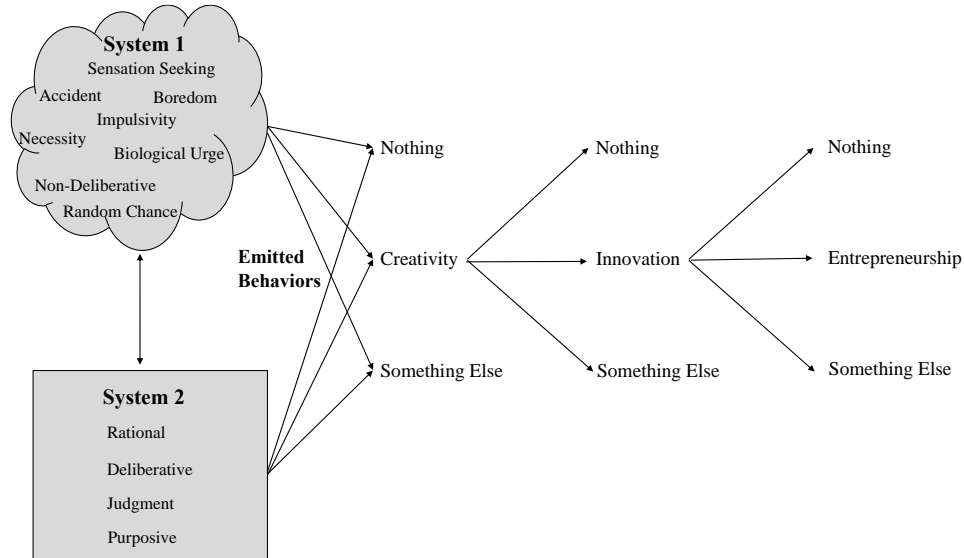 System 1
Sensation Seeking
Accident
Boredom
Impulsivity
Necessity
Biological Urge
Non-Deliberative
Random Chance
Emitted
Behaviors
Nothing
Creativity
Something Else
Nothing
Innovation
Something Else
Nothing
Entrepreneurship
Something Else
System 2
Rational
Deliberative
Judgment
Purposive